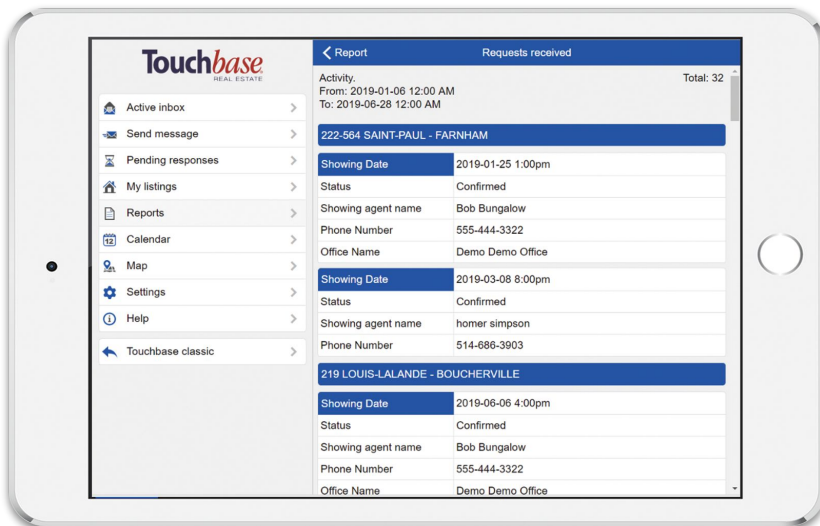 Touchbase
REAL ESTATE
Active inbox
Send message
Pending responses
My listings
Reports
12
Calendar
Map
Settings
Help
Touchbase classic
Report
Requests received
Activity.
Total: 32
From: 2019-01-06 12:00 AM
To: 2019-06-28 12:00 AM
222-564 SAINT-PAUL - FARNHAM
Showing Date 2019-01-25 1:00pm
Status Confirmed
Showing agent name Bob Bungalow
Phone Number 555-444-3322
Office Name Demo Demo Office
Showing Date 2019-03-08 8:00pm
Status Confirmed
Showing agent name homer simpson
Phone Number 514-686-3903
219 LOUIS-LALANDE - BOUCHERVILLE
Showing Date 2019-06-06 4:00pm
Status Confirmed
Showing agent name Bob Bungalow
Phone Number 555-444-3322
Office Name Demo Demo Office